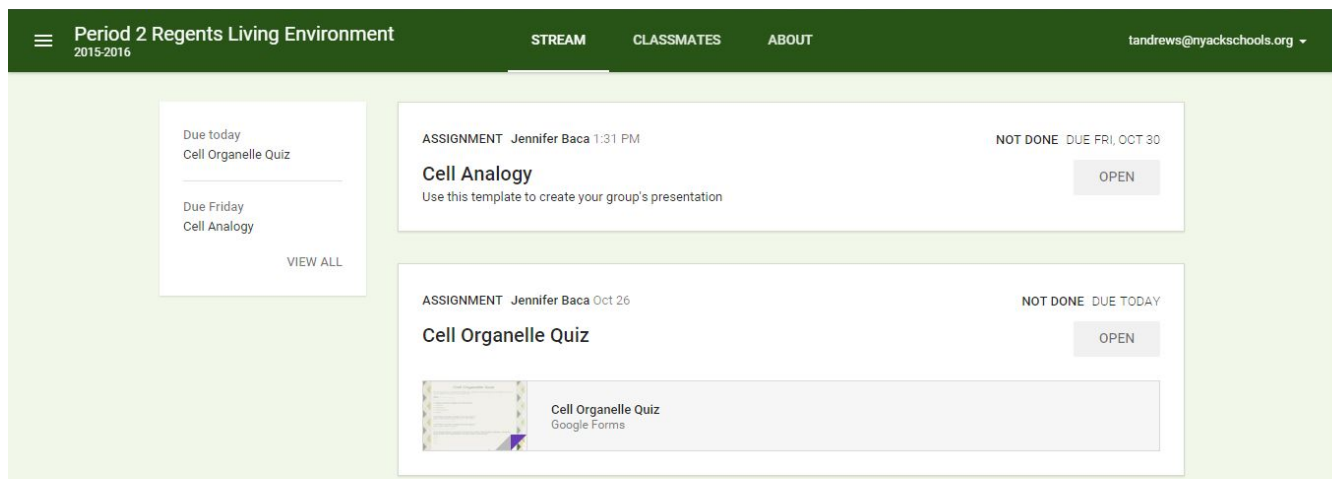 Period 2 Regents Living Environment
2015-2016
STREAM CLASSMATES ABOUT
tandrews@nyackschools.org
Due today
Cell Organelle Quiz
Due Friday
Cell Analogy
VIEW ALL
ASSIGNMENT Jennifer Baca 1:31 PM
NOT DONE DUE FRI, OCT 30
Cell Analogy
OPEN
Use this template to create your group's presentation
ASSIGNMENT Jennifer Baca Oct 26
NOT DONE DUE TODAY
Cell Organelle Quiz
OPEN
Cell Organelle Quiz
Google Forms